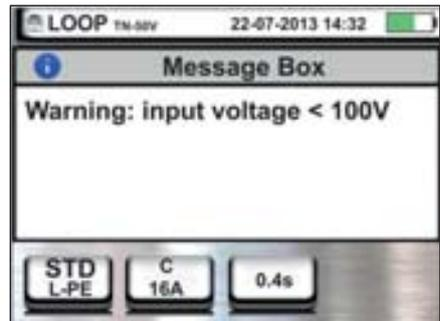 LOOP TN-50V 22-07-2013 14:32
Message Box
Warning: input voltage < 100V
STD C 0.4s
L-PE 16A